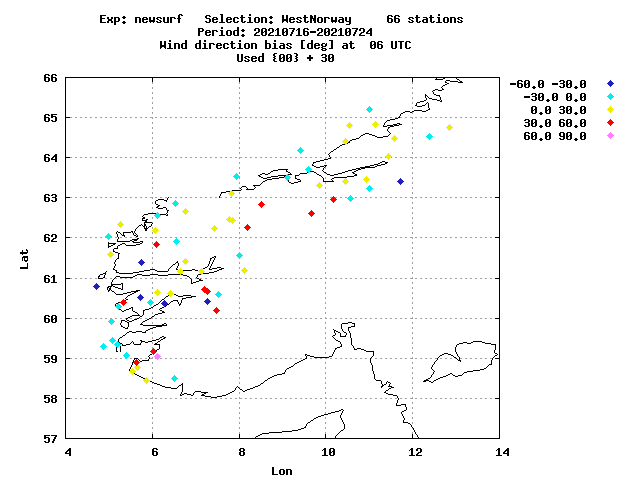 Exp: newsurf Selection: WestNorway 66 stations
Period: 20210716-20210724
Wind direction bias [deg] at 06 UTC
Used {00} + 30
-60.0 -30.0
-30.0 0.0
0.0 30.0
30.0 60.0
60.0 90.0
66
65
64
63
62
61
60
59
58
57
Lat
4 6 8 10 12 14
Lon